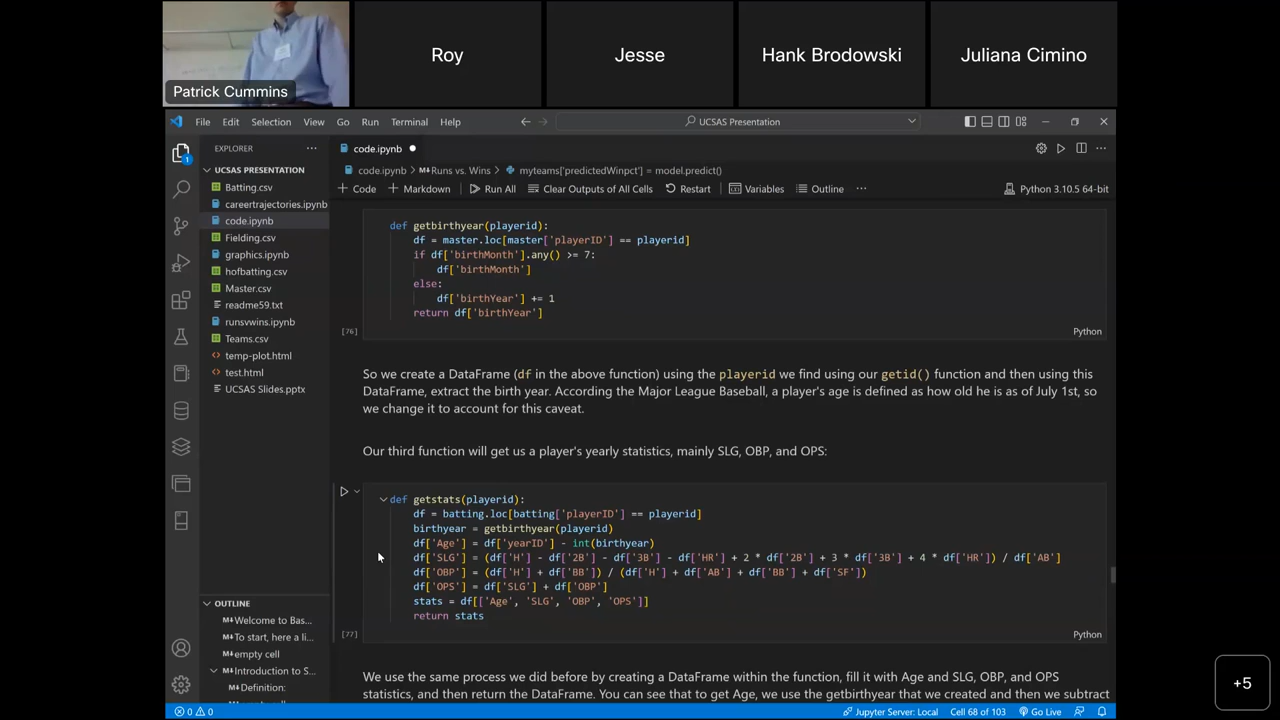 Patrick Cummins
Roy
Jesse
Hank Brodowski
Juliana Cimino
File Edit Selection View Go Run Terminal Help
UCSAS Presentation
EXPLORER
UCSAS PRESENTATION
Batting.csv
careertrajectories.ipynb
code.ipynb
Fielding.csv
graphics.ipynb
hofbatting.csv
Master.csv
readme59.txt
runsvwins.ipynb
Teams.csv
temp-plot.html
test.html
UCSAS Slides.pptx
1
OUTLINE
Welcome to Bas...
To start, here a li...
empty cell
Introduction to S...
Definition:
code.ipynb
code.ipynb > Runs vs. Wins > myteams['predictedWinpct'] = model.predict()
+ Code + Markdown Run All Clear Outputs of All Cells Restart Variables Outline ... Python 3.10.5 64-bit
def getbirthyear(playerid):
df = master.loc[master['playerID'] == playerid]
if df['birthMonth'].any() >= 7:
df['birthMonth']
else:
df['birthYear'] += 1
return df['birthYear']
[76] Python
So we create a DataFrame (df in the above function) using the playerid we find using our getid() function and then using this
DataFrame, extract the birth year. According the Major League Baseball, a player's age is defined as how old he is as of July 1st, so
we change it to account for this caveat.
Our third function will get us a player's yearly statistics, mainly SLG, OBP, and OPS:
def getstats(playerid):
df = batting.loc[batting['playerID'] == playerid]
birthyear = getbirthyear(playerid)
df['Age'] = df['yearID'] - int(birthyear)
df['SLG'] = (df['H'] - df['2B'] - df['3B'] - df['HR'] + 2 * df['2B'] + 3 * df['3B'] + 4 * df['HR']) / df['AB']
df['OBP'] = (df['H'] + df['BB']) / (df['H'] + df['AB'] + df['BB'] + df['SF'])
df['OPS'] = df['SLG'] + df['OBP']
stats = df[['Age', 'SLG', 'OBP', 'OPS']]
return stats
[77] Python
We use the same process we did before by creating a DataFrame within the function, fill it with Age and SLG, OBP, and OPS
statistics, and then return the DataFrame. You can see that to get Age, we use the getbirthyear that we created and then we subtract
0 0 Jupyter Server: Local Cell 68 of 103 Go Live
+5